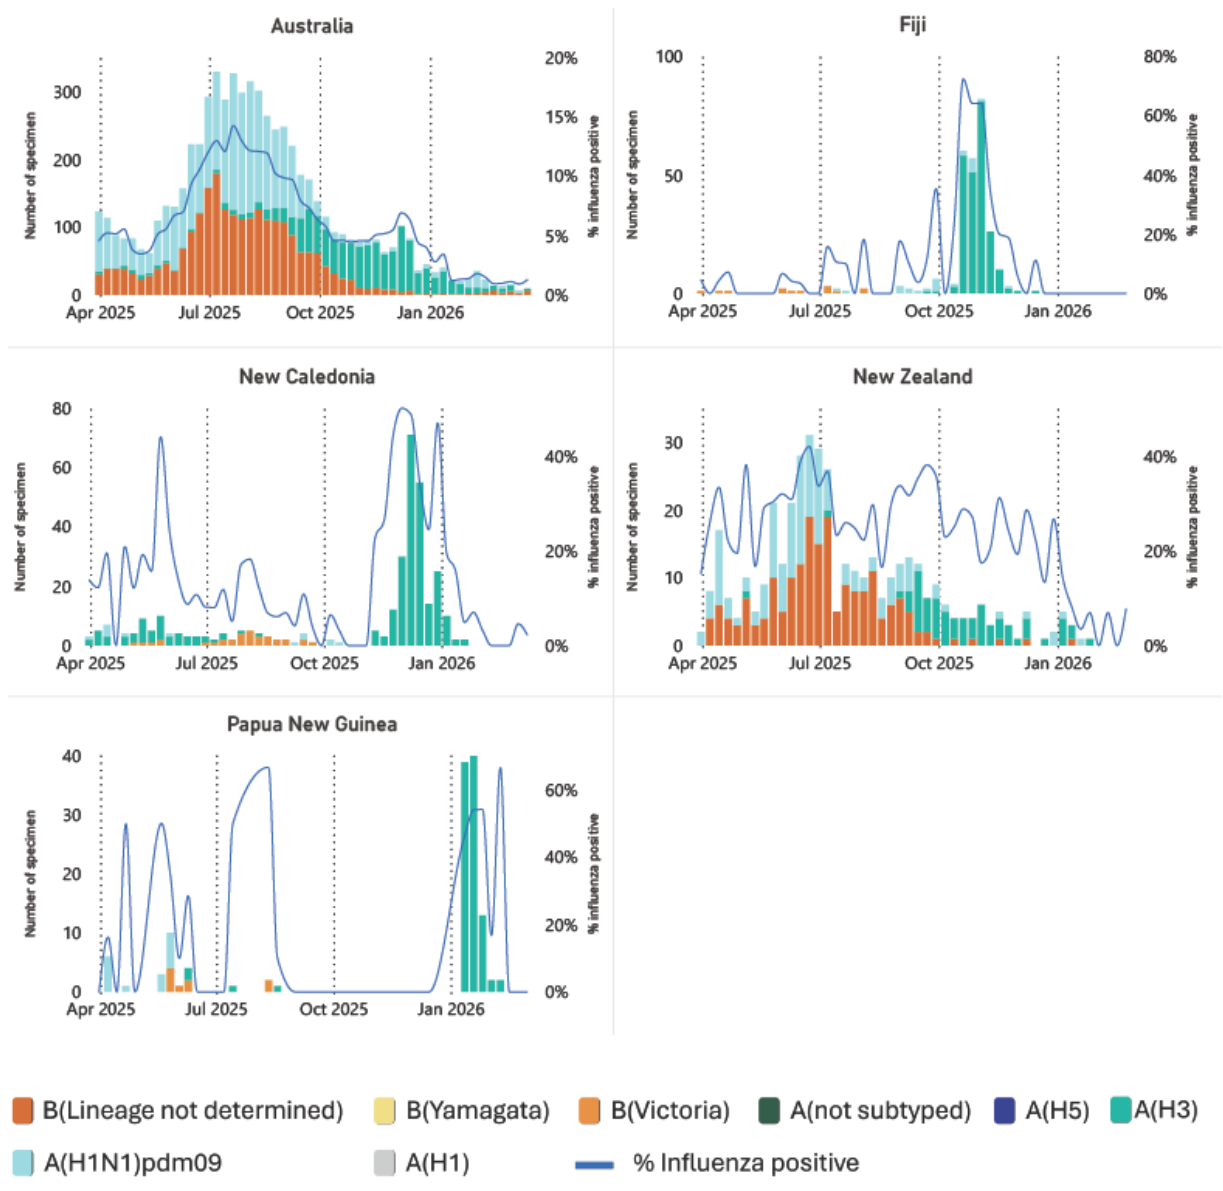 Australia
Number of specimen
300
200
100
0
20%
15%
10%
5%
0%
% influenza positive
Apr 2025 Jul 2025 Oct 2025 Jan 2026
Fiji
Number of specimen
100
50
0
80%
60%
40%
20%
0%
% influenza positive
Apr 2025 Jul 2025 Oct 2025 Jan 2026
New Caledonia
Number of specimen
80
60
40
20
0
40%
20%
0%
% influenza positive
Apr 2025 Jul 2025 Oct 2025 Jan 2026
New Zealand
Number of specimen
30
20
10
0
40%
20%
0%
% influenza positive
Apr 2025 Jul 2025 Oct 2025 Jan 2026
Papua New Guinea
Number of specimen
40
30
20
10
0
60%
40%
20%
0%
% influenza positive
Apr 2025 Jul 2025 Oct 2025 Jan 2026
B(Lineage not determined) B(Yamagata) B(Victoria) A(not subtyped) A(H5) A(H3)
A(H1N1)pdm09 A(H1) % Influenza positive